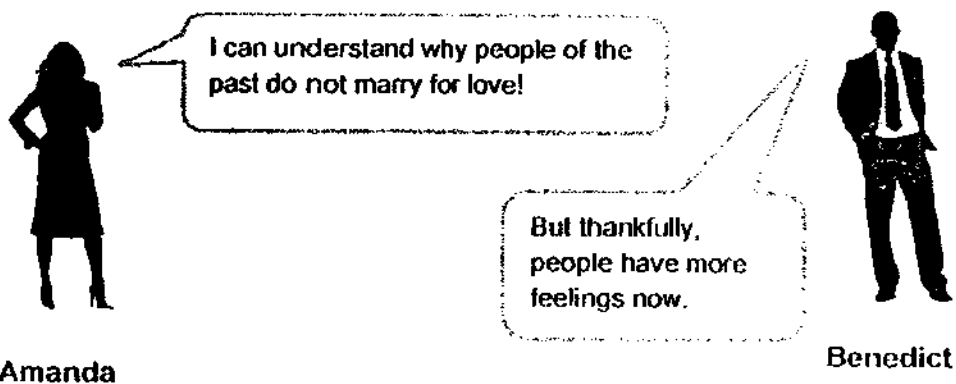 I can understand why people of the
past do not marry for love!
But thankfully,
people have more
feelings now.
Amanda
Benedict